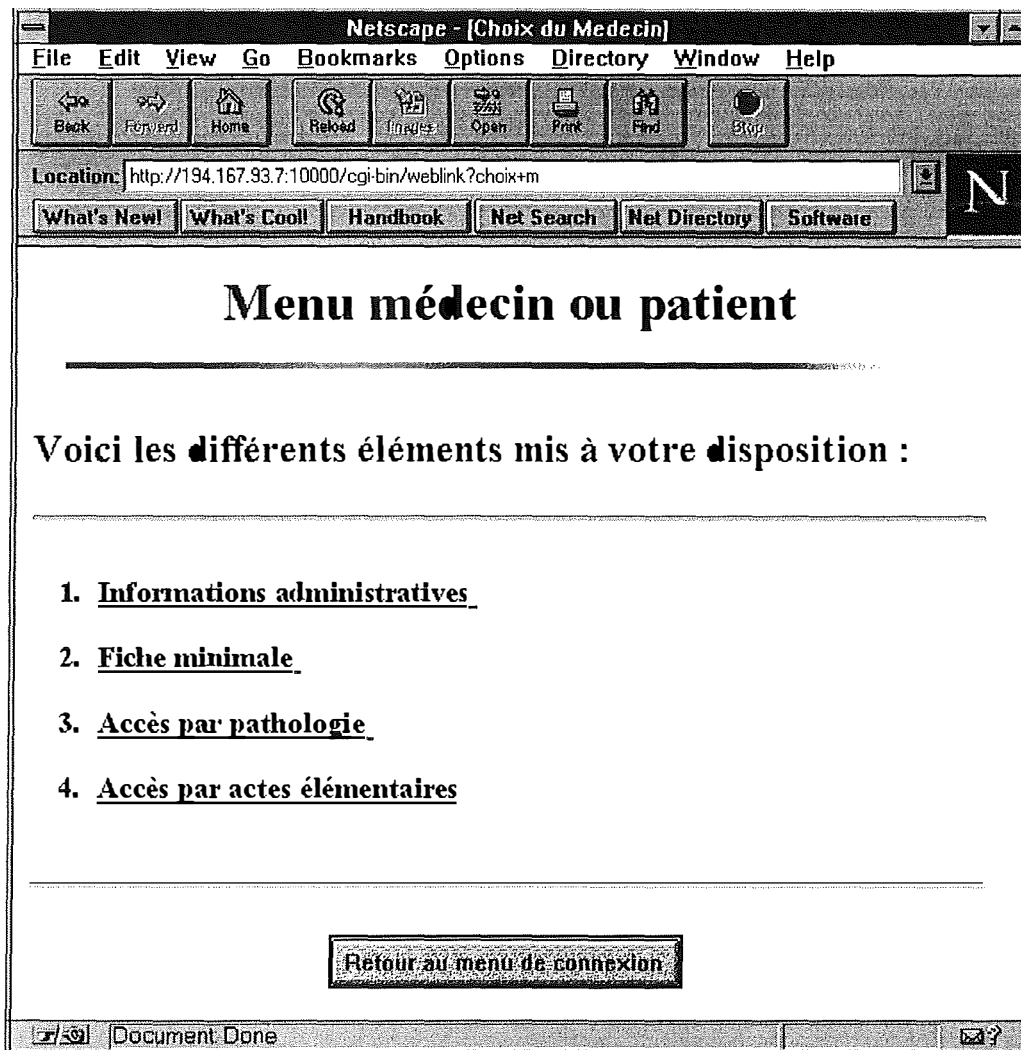 Netscape - [Choix du Medecin]
File Edit View Go Bookmarks Options Directory Window Help
Back Forward Home Reload Images Open Print Find Stop
Location: http://194.167.93.7:10000/cgi-bin/weblink?choix+m
N
What's New! What's Cool! Handbook Net Search Net Directory Software
Menu médecin ou patient
Voici les différents éléments mis à votre disposition :
1. Informations administratives
2. Fiche minimale
3. Accès par pathologie
4. Accès par actes élémentaires
Retour au menu de connexion
Document Done